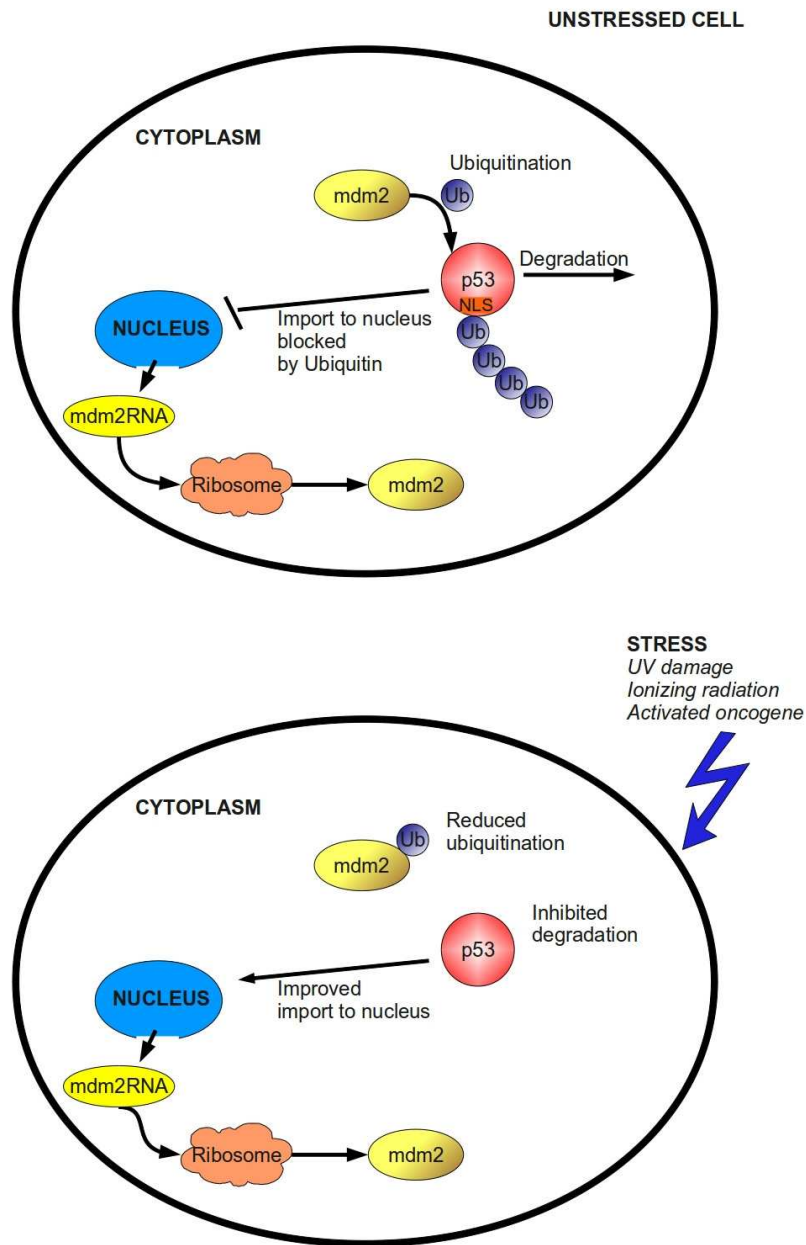 UNSTRESSED CELL
CYTOPLASM
Ubiquitination
mdm2
Ub
Degradation
p53
NLS
NUCLEUS
Import to nucleus
blocked
by Ubiquitin
Ub
Ub
Ub
Ub
mdm2RNA
Ribosome
mdm2
STRESS
UV damage
Ionizing radiation
Activated oncogene
CYTOPLASM
Reduced
ubiquitination
Ub
mdm2
Inhibited
degradation
p53
NUCLEUS
Improved
import to nucleus
mdm2RNA
Ribosome
mdm2